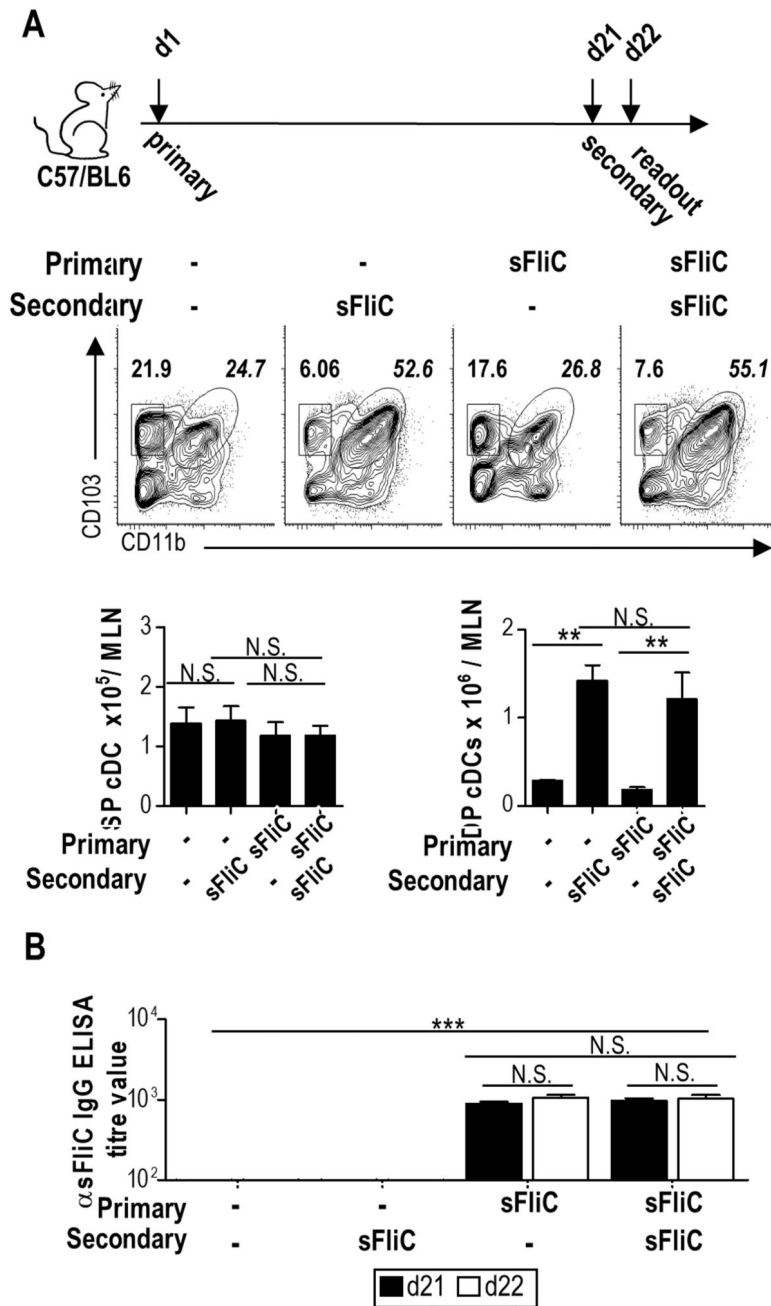 A
d1
d21
d22
primary
secondary
readout
C57/BL6
Primary - - sFliC sFliC
Secondary - sFliC - sFliC
21.9 24.7 6.06 52.6 17.6 26.8 7.6 55.1
CD103
CD11b
SP cDC x10⁵/ MLN
3
2
1
0
N.S.
N.S.
N.S.
Primary - - sFliC sFliC
Secondary - sFliC - sFliC
DP cDCs x 10⁶/ MLN
2
1
0
N.S.
**
**
Primary - - sFliC sFliC
Secondary - sFliC - sFliC
B
αsFliC IgG ELISA
titre value
10⁴
10³
10²
***
N.S.
N.S.
N.S.
Primary - - sFliC sFliC
Secondary - sFliC - sFliC
d21 d22